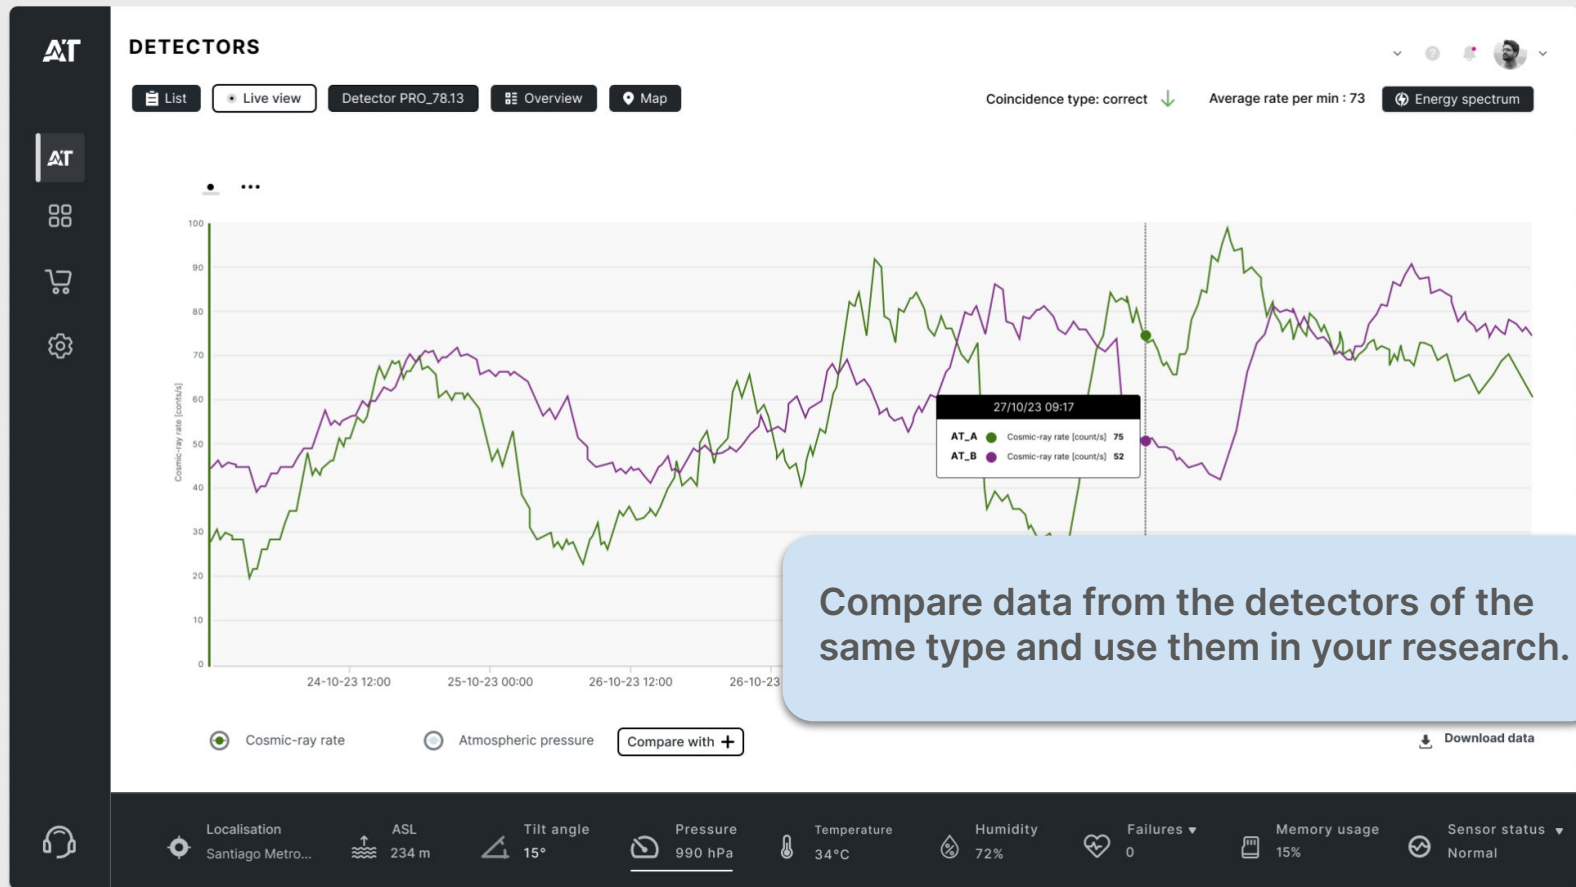 AT
DETECTORS
List
Live view
Detector PRO_78.13
Overview
Map
Coincidence type: correct
Average rate per min : 73
Energy spectrum
AT
100
90
80
70
60
50
40
30
20
10
0
Cosmic-ray rate [conts/s]
27/10/23 09:17
AT_A Cosmic-ray rate [count/s] 75
AT_B Cosmic-ray rate [count/s] 52
24-10-23 12:00
25-10-23 00:00
26-10-23 12:00
26-10-23
Compare data from the detectors of the
same type and use them in your research.
Cosmic-ray rate
Atmospheric pressure
Compare with +
Download data
Localisation
Santiago Metro...
ASL
234 m
Tilt angle
15°
Pressure
990 hPa
Temperature
34°C
Humidity
72%
Failures
0
Memory usage
15%
Sensor status
Normal